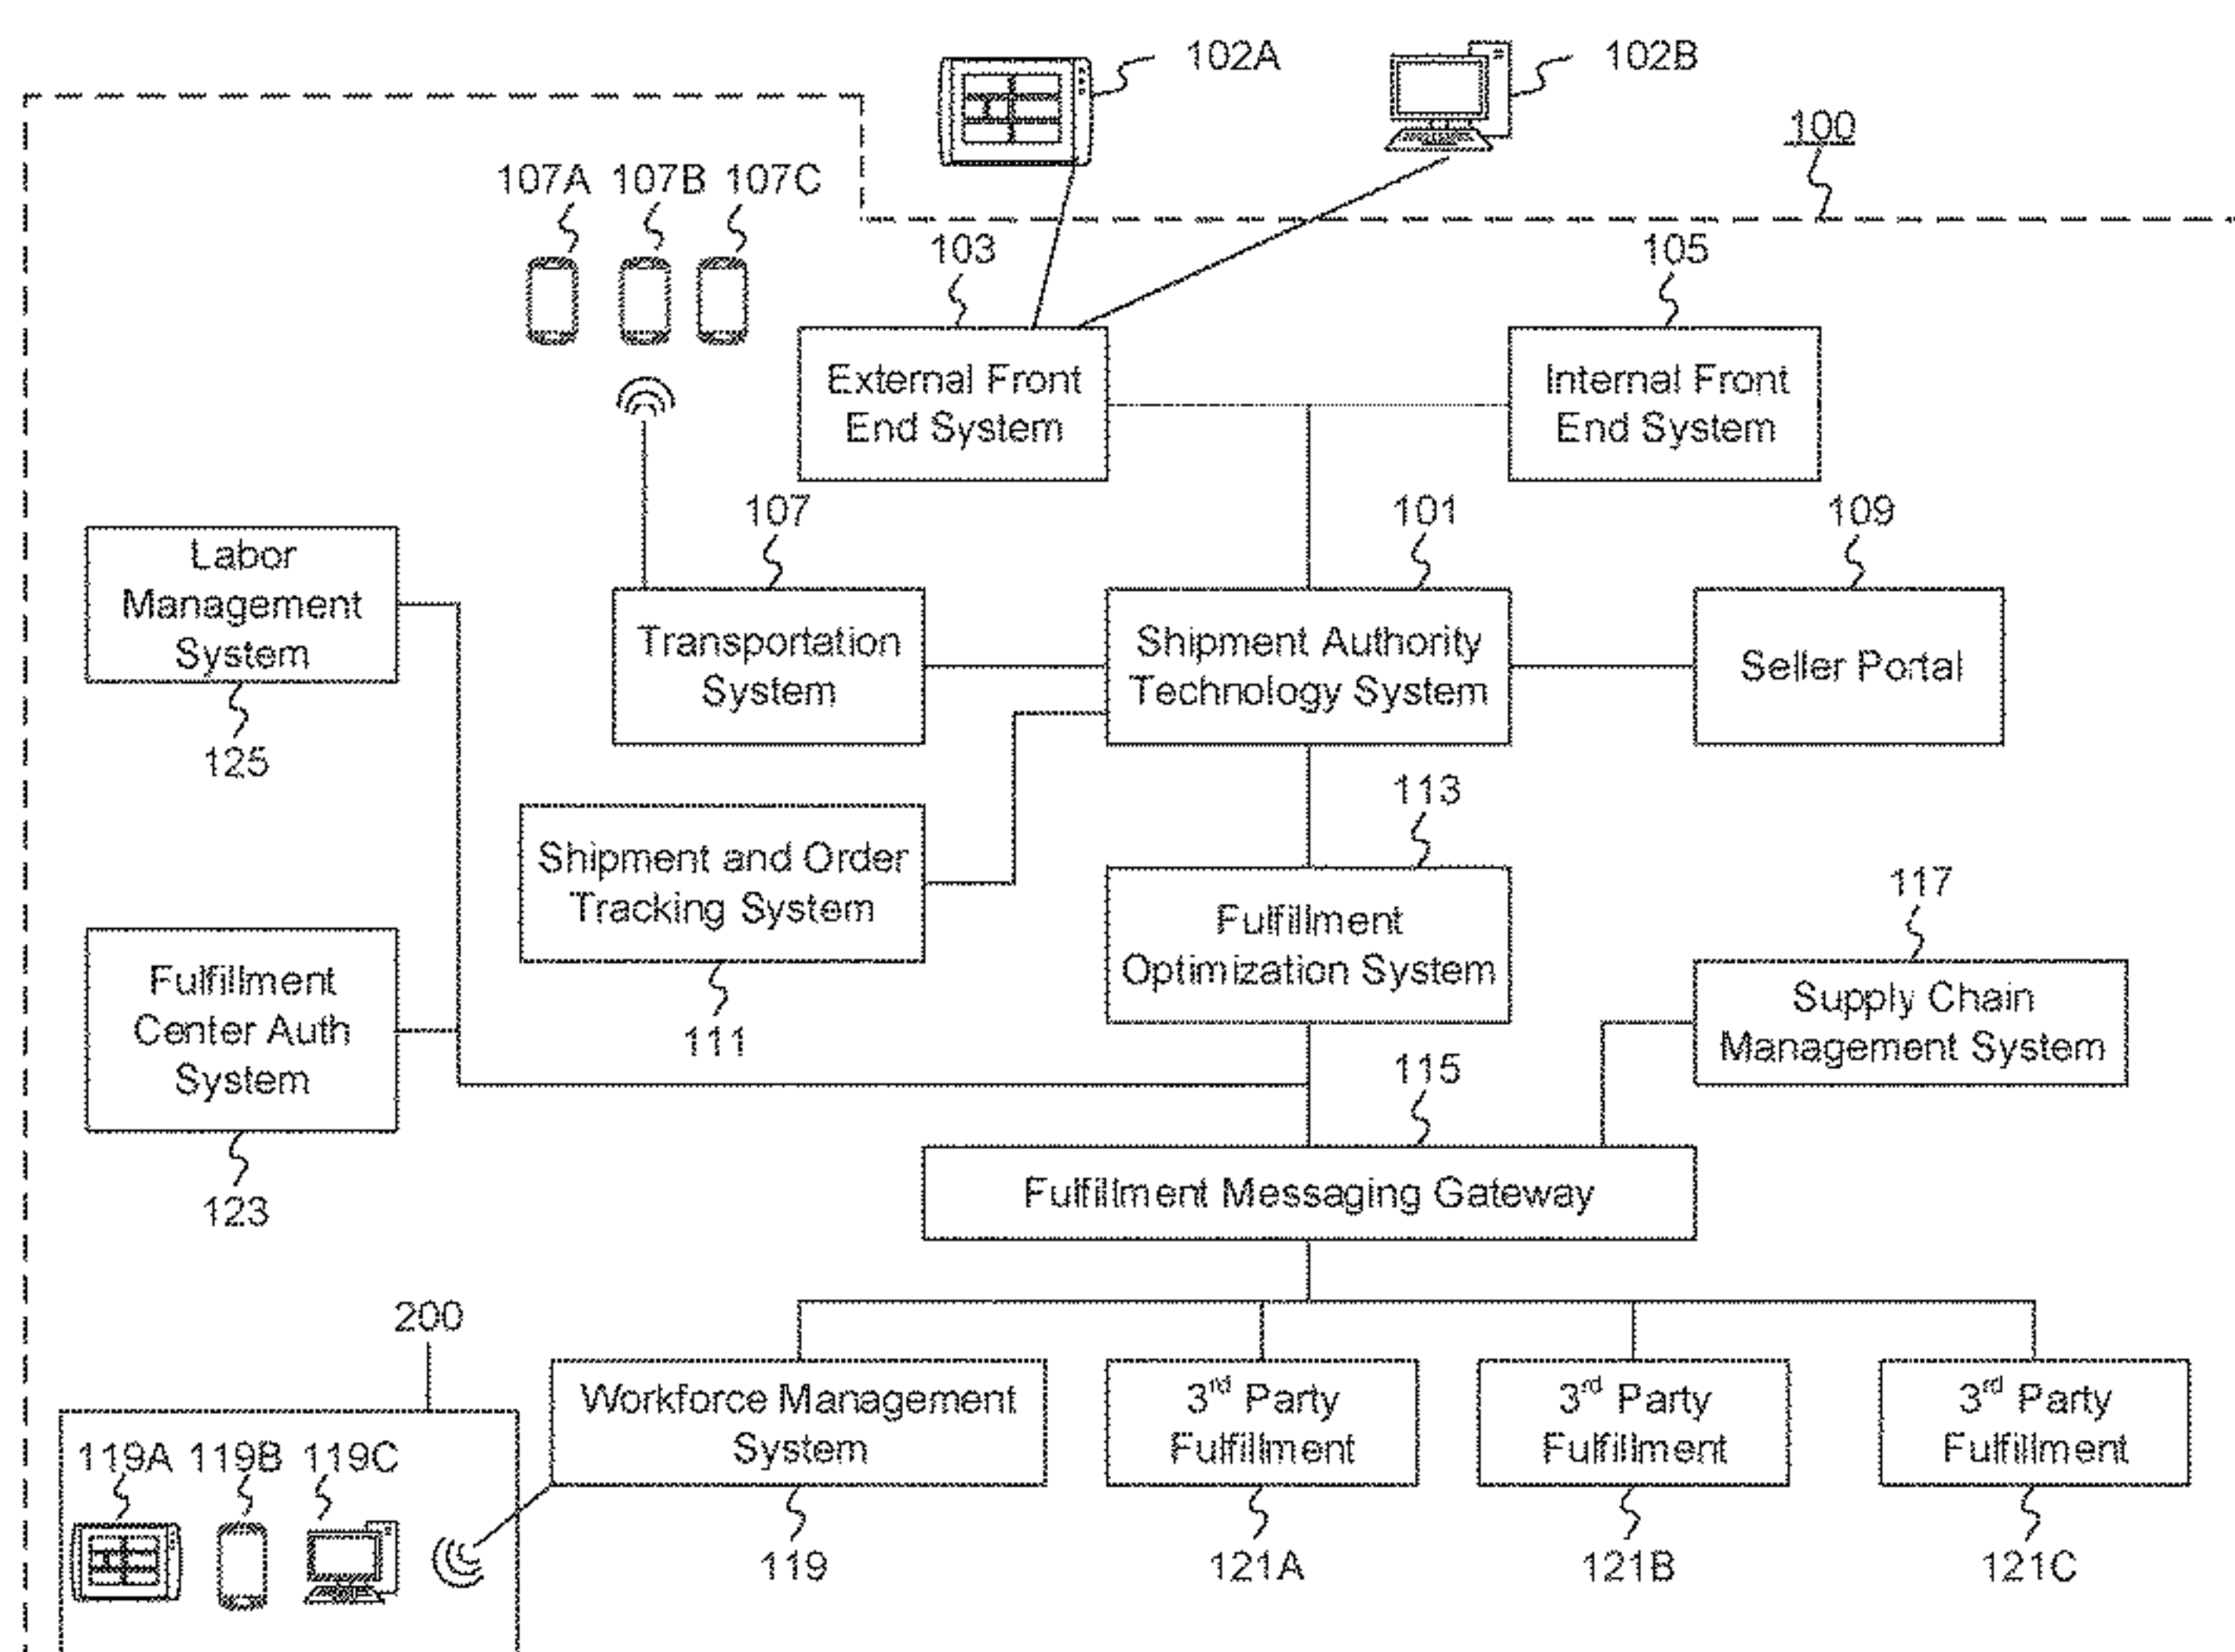 102A
102B
100
107A 107B 107C
103
105
External Front
End System
Internal Front
End System
107
101
109
Labor
Management
System
Transportation
System
Shipment Authority
Technology System
Seller Portal
125
113
Shipment and Order
Tracking System
117
Fulfillment
Optimization System
Fulfillment
Center Auth
System
Supply Chain
Management System
111
115
Fulfillment Messaging Gateway
123
200
Workforce Management
System
3rd Party
Fulfillment
3rd Party
Fulfillment
3rd Party
Fulfillment
119A 119B 119C
119
121A
121B
121C